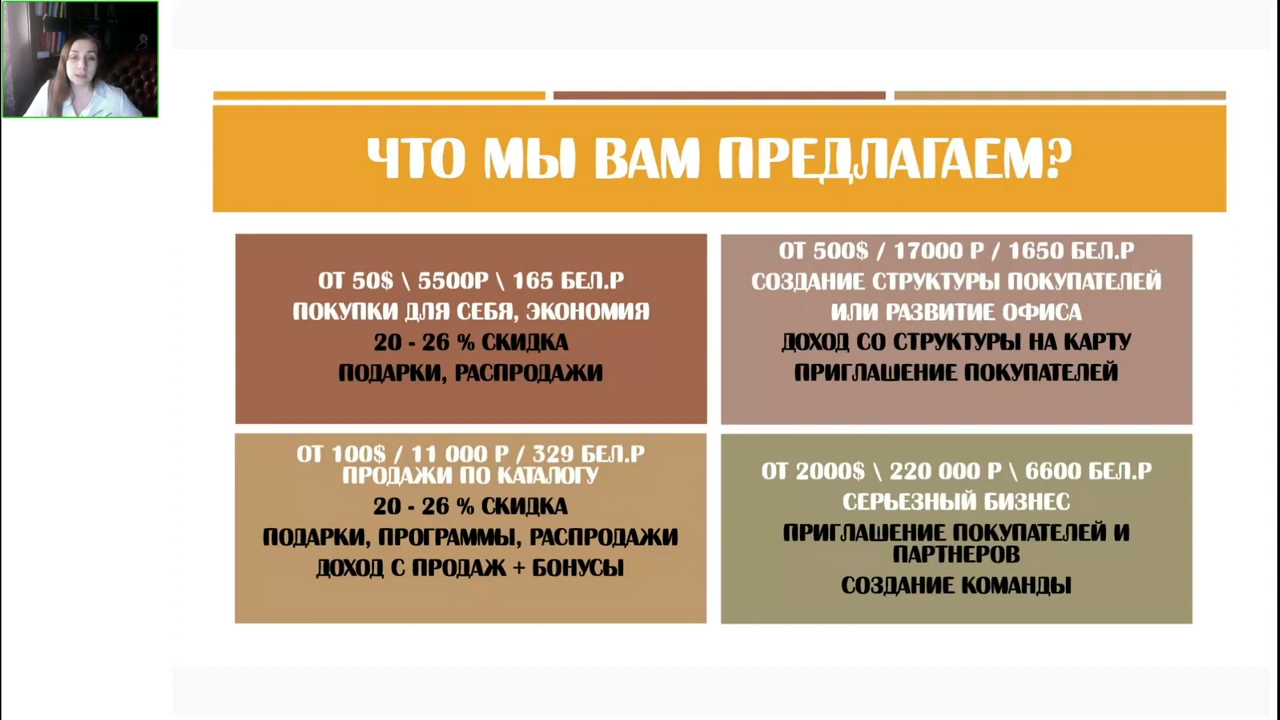 ЧТО МЫ ВАМ ПРЕДЛАГАЕМ?
ОТ 50$ \ 5500Р \ 165 БЕЛ.Р
ПОКУПКИ ДЛЯ СЕБЯ, ЭКОНОМИЯ
20 - 26 % СКИДКА
ПОДАРКИ, РАСПРОДАЖИ
ОТ 500$ / 17000 Р / 1650 БЕЛ.Р
СОЗДАНИЕ СТРУКТУРЫ ПОКУПАТЕЛЕЙ
ИЛИ РАЗВИТИЕ ОФИСА
ДОХОД СО СТРУКТУРЫ НА КАРТУ
ПРИГЛАШЕНИЕ ПОКУПАТЕЛЕЙ
ОТ 100$ / 11 000 Р / 329 БЕЛ.Р
ПРОДАЖИ ПО КАТАЛОГУ
20 - 26 % СКИДКА
ПОДАРКИ, ПРОГРАММЫ, РАСПРОДАЖИ
ДОХОД С ПРОДАЖ + БОНУСЫ
ОТ 2000$ \ 220 000 Р \ 6600 БЕЛ.Р
СЕРЬЕЗНЫЙ БИЗНЕС
ПРИГЛАШЕНИЕ ПОКУПАТЕЛЕЙ И
ПАРТНЕРОВ
СОЗДАНИЕ КОМАНДЫ